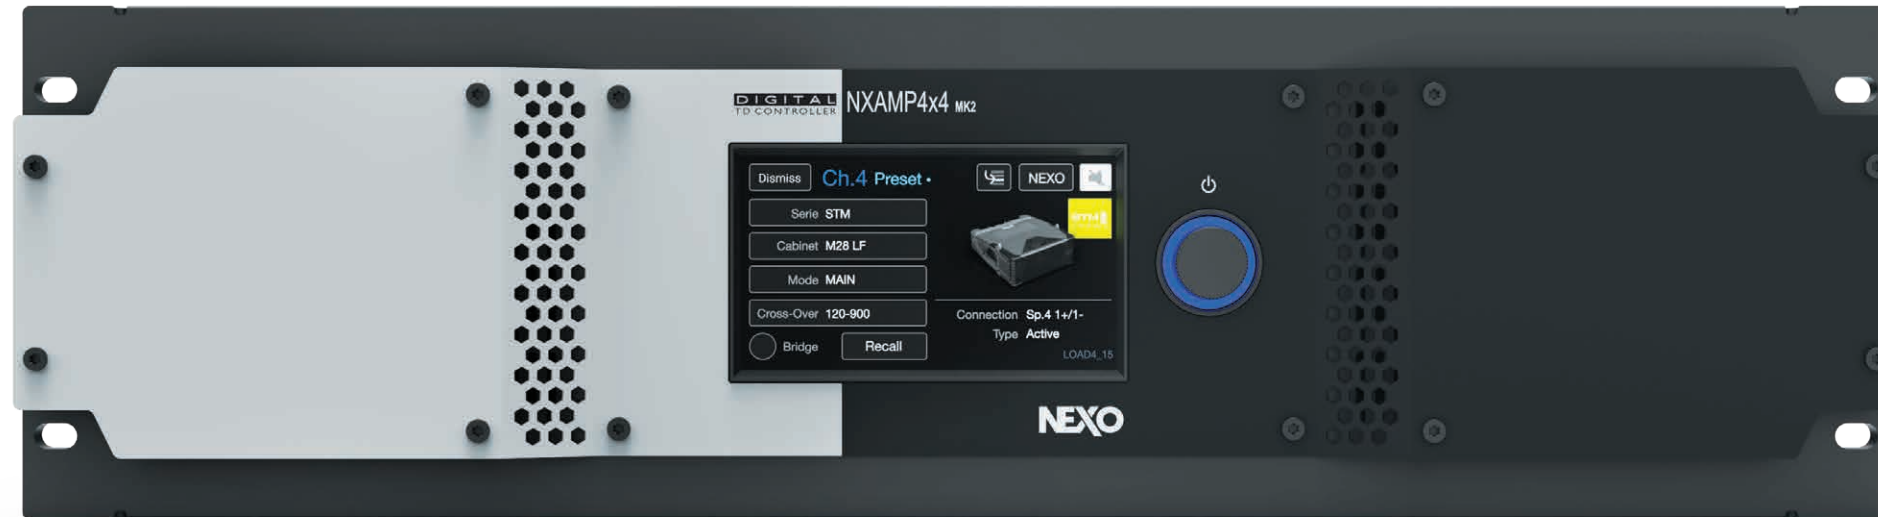 DIGITAL
TD CONTROLLER
NXAMP4x4 MK2
Dismiss Ch.4 Preset •
NEXO
Serie STM
Cabinet M28 LF
Mode MAIN
Cross-Over 120-900
Bridge Recall
Connection Sp.4 1+/1-
Type Active
LOAD4_15
NEXO